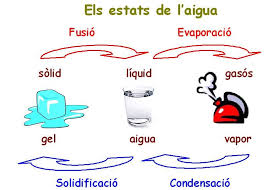 Els estats de l'aigua
Fusió Evaporació
sòlid líquid gasós
gel aigua vapor
Solidificació Condensació